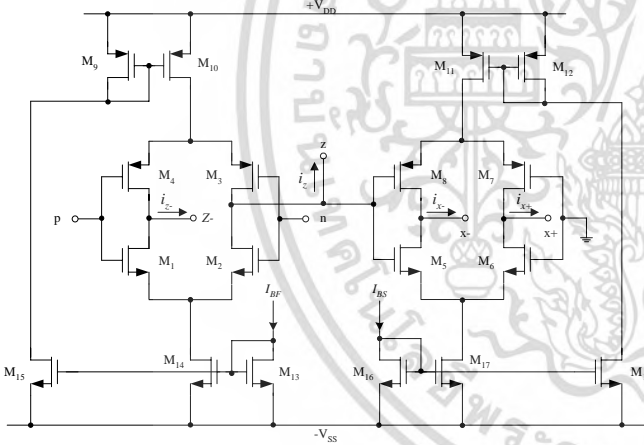 +V_DD
M_9
M_10
M_11
M_12
z
M_4
M_3
i_z
M_8
M_7
i_z-
i_x-
i_x+
p
Z-
n
x-
x+
M_1
M_2
M_5
M_6
I_BF
I_BS
M_15
M_14
M_13
M_16
M_17
M
-V_SS